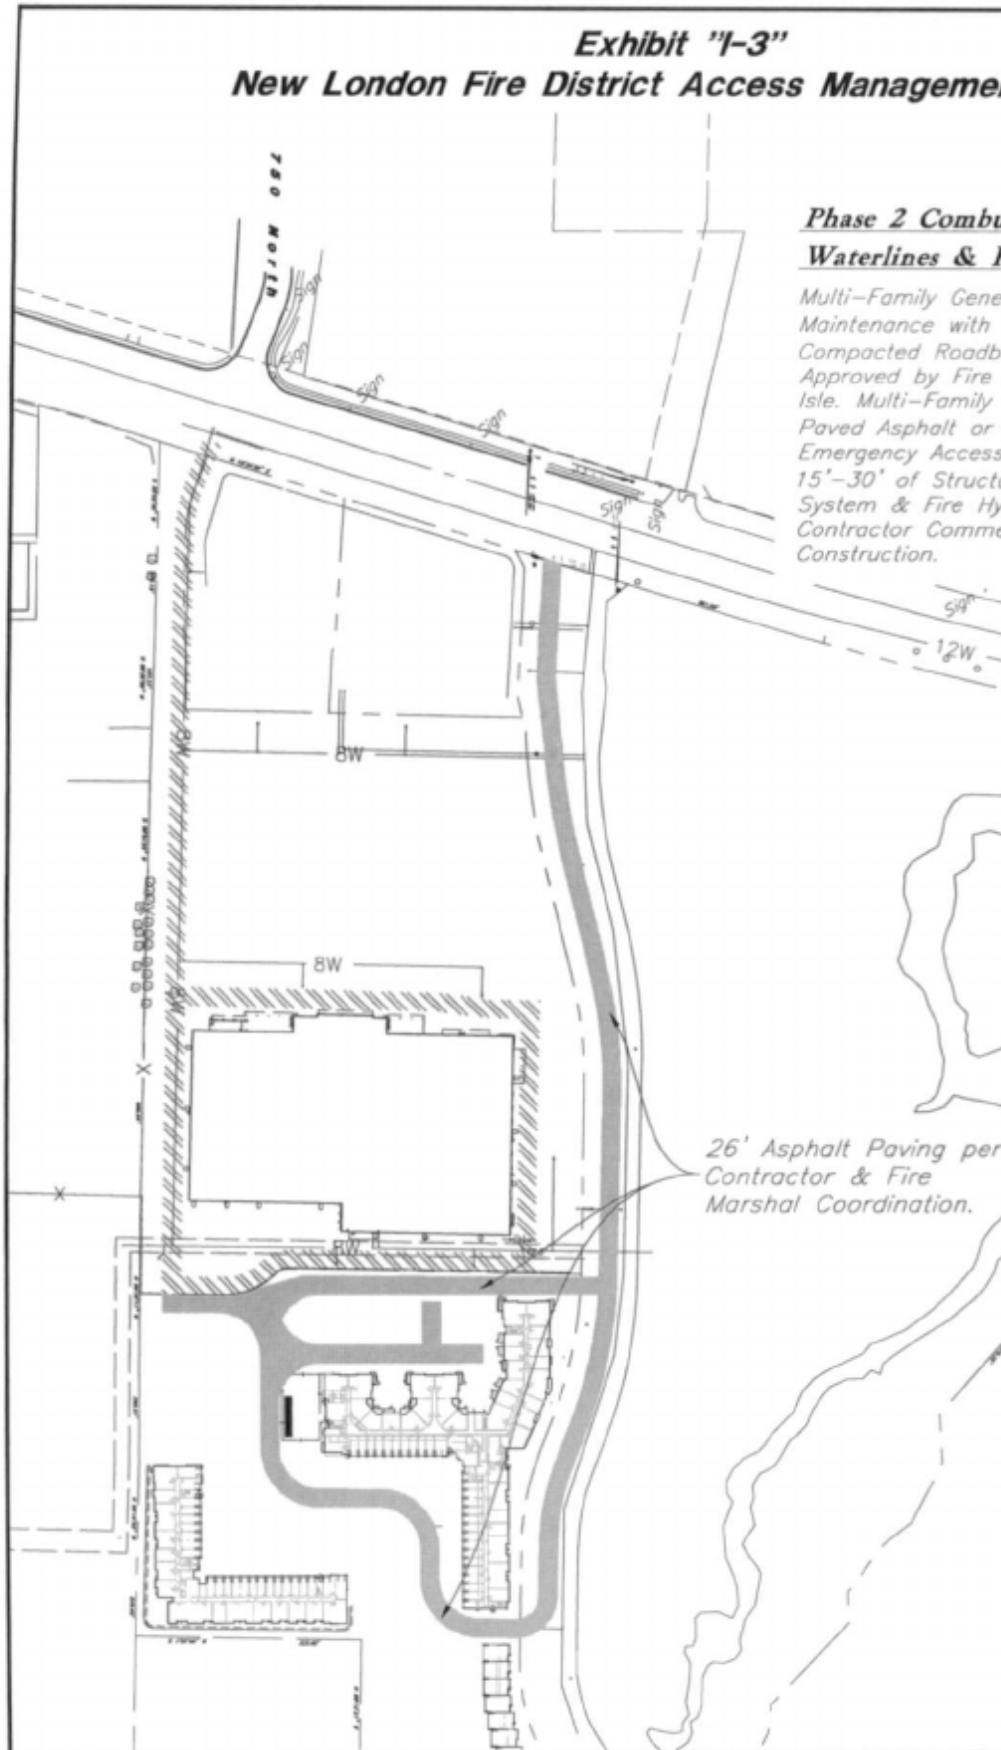 Exhibit "I-3"
New London Fire District Access Manageme
750 North
Phase 2 Combu
Waterlines &
Multi-Family Gene
Maintenance with
Compacted Roadb
Approved by Fire
Isle. Multi-Family
Paved Asphalt or
Emergency Access
15'-30' of Structu
System & Fire Hy
Contractor Comme
Construction.
Sign
Sign
Sign
Sign
Sign
Sign
Sign
12W
8W
8W
8W
8W
8W
26' Asphalt Paving per
Contractor & Fire
Marshal Coordination.